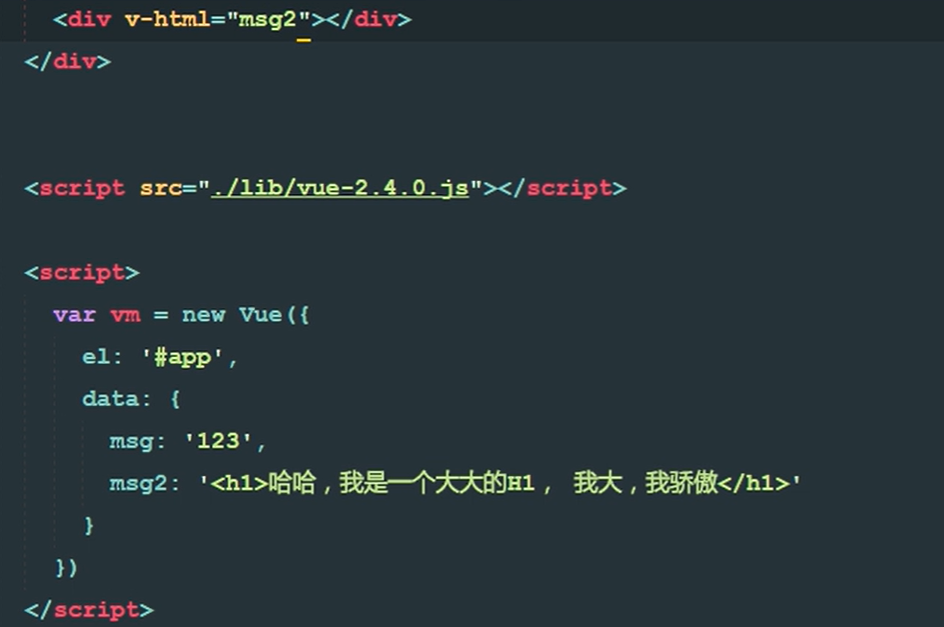 <div v-html="msg2"></div>
</div>
<script src="./lib/vue-2.4.0.js"></script>
<script>
var vm = new Vue({
el: '#app',
data: {
msg: '123',
msg2: '<h1>哈哈，我是一个大大的H1， 我大，我骄傲</h1>'
}
})
</script>